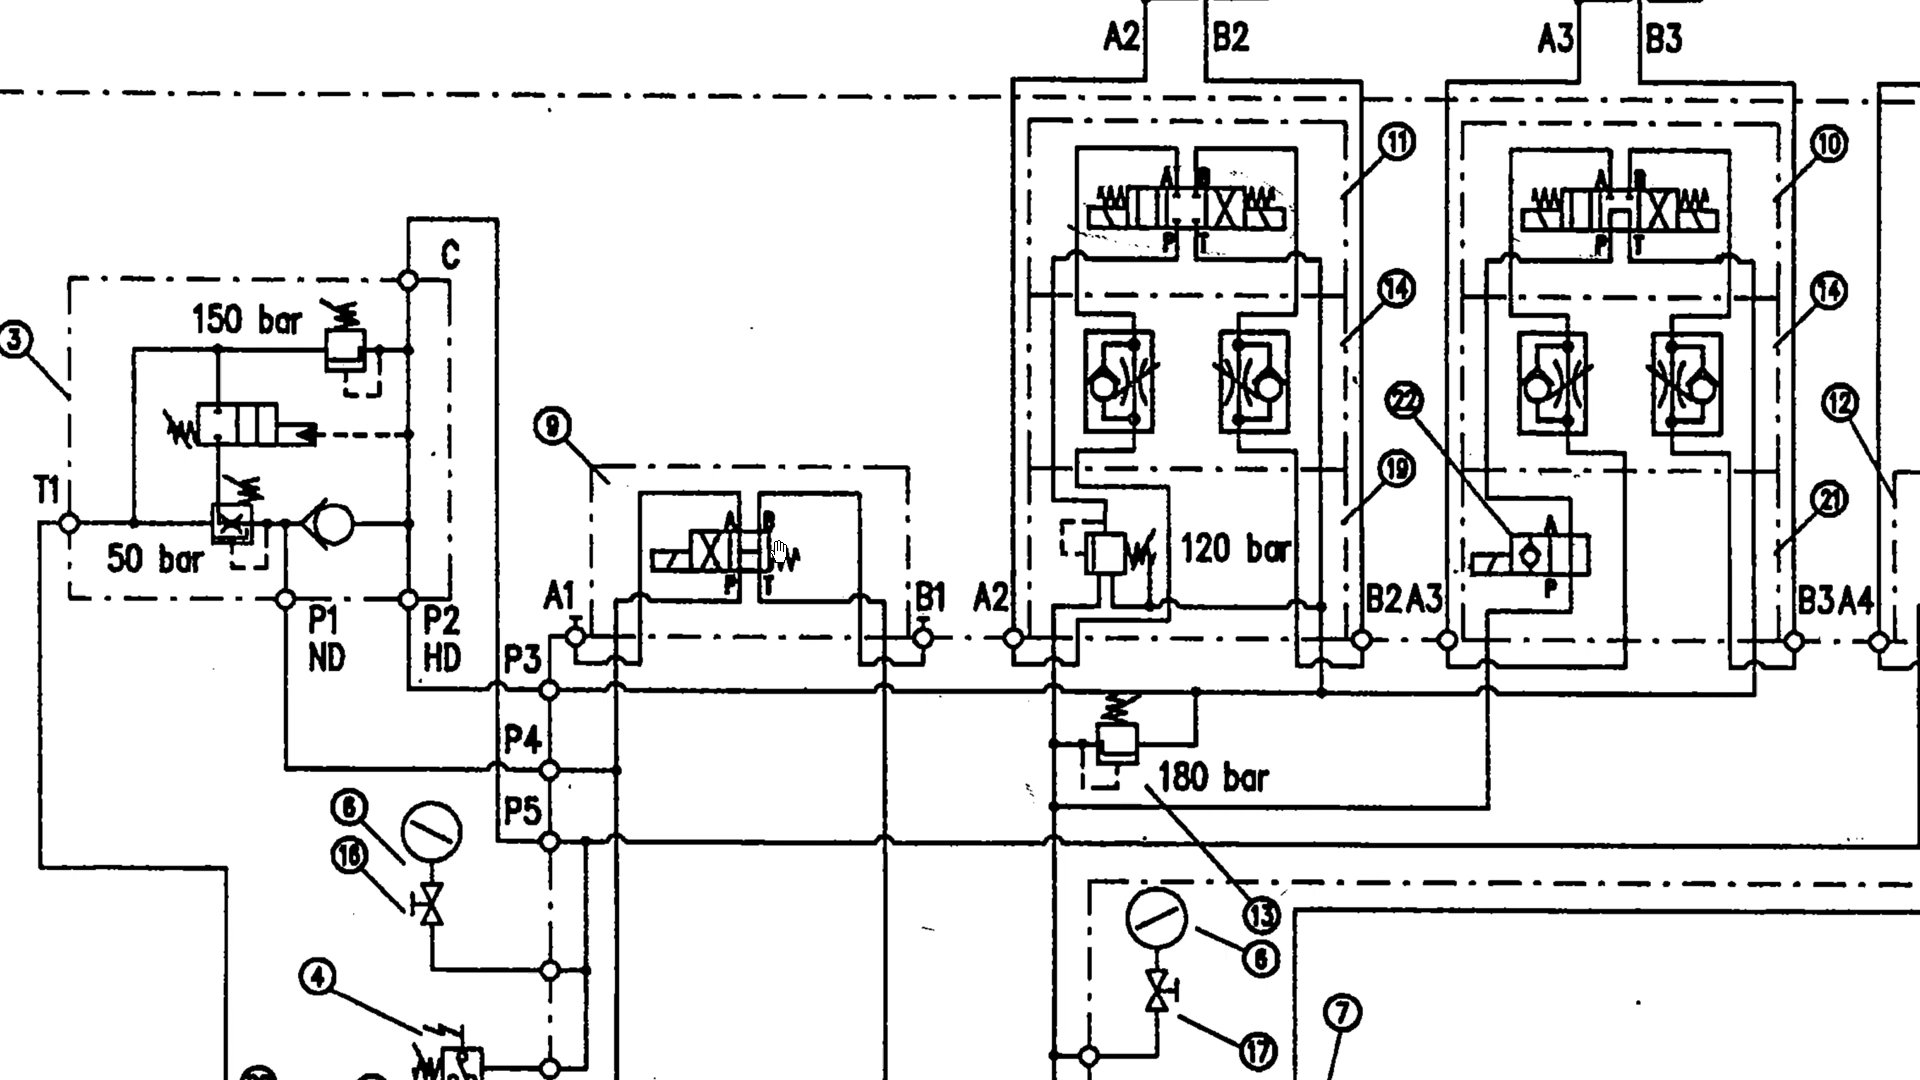 A2 B2 A3 B3
11 10
A B A B
P T P T
C
150 bar
14 14
3
22 12
9
19 21
T1
50 bar
A B
P T
120 bar
A
P
A1 B1 A2 B2 A3 B3 A4
P1 P2
ND HD
P3
P4
180 bar
P5
6
16
13
6
4
7
17